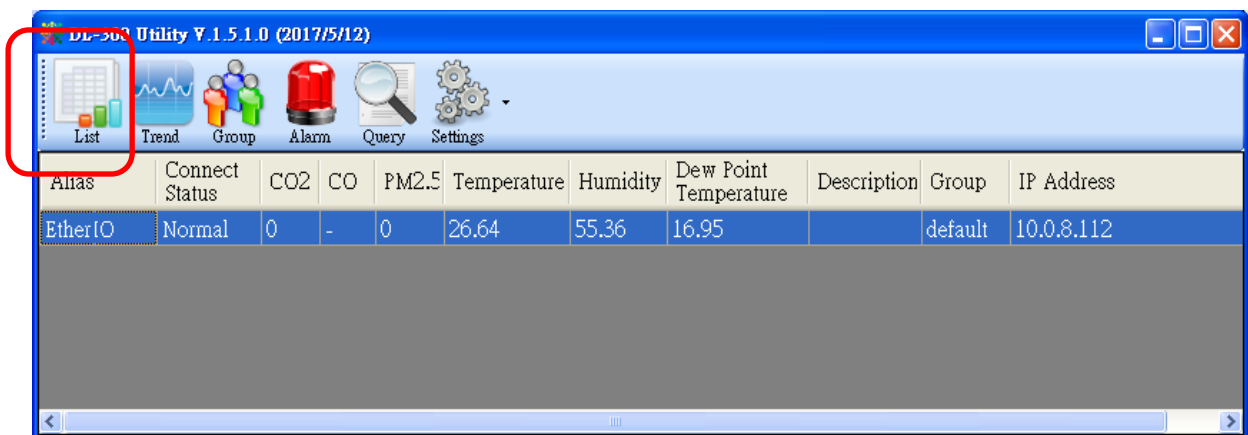 DL-300 Utility V.1.5.1.0 (2017/5/12)
List Trend Group Alarm Query Settings
Alias Connect Status CO2 CO PM2.5 Temperature Humidity Dew Point Temperature Description Group IP Address
EtherIO Normal 0 - 0 26.64 55.36 16.95 default 10.0.8.112